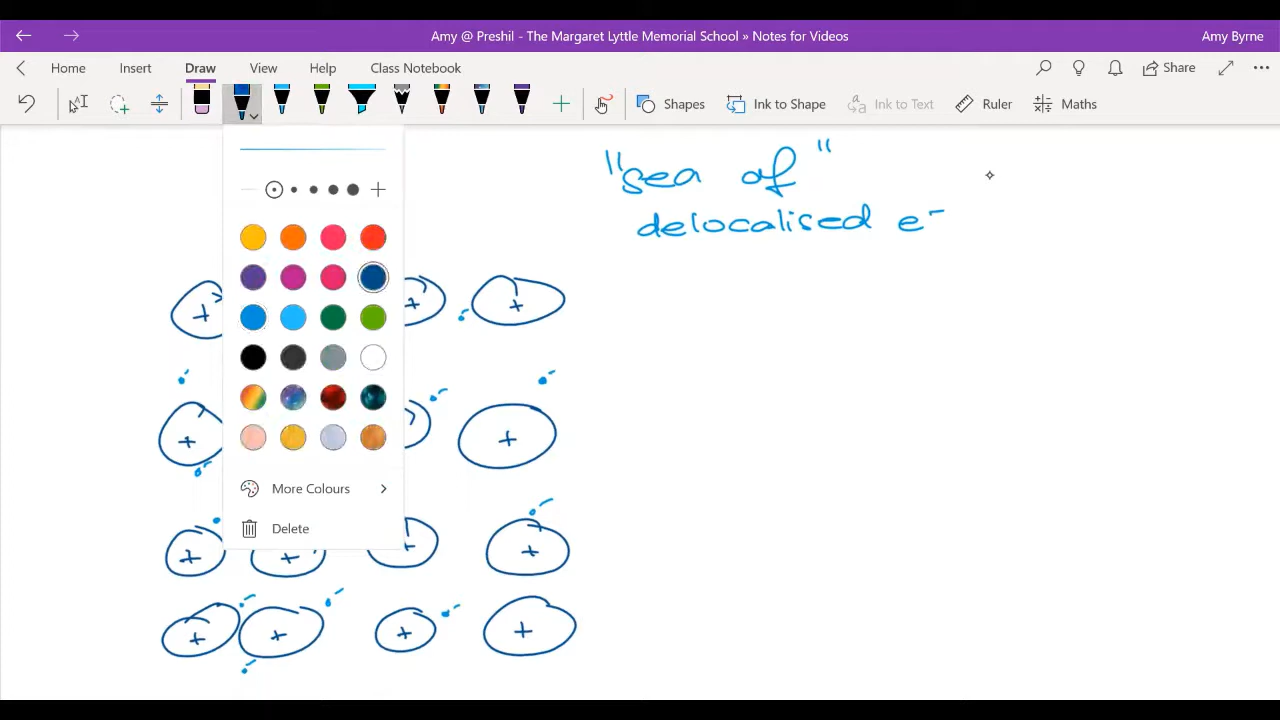 Amy @ Preshil - The Margaret Lyttle Memorial School » Notes for Videos
Amy Byrne
Home Insert Draw View Help Class Notebook
Share
Shapes Ink to Shape Ink to Text Ruler Maths
"sea of"
delocalised e⁻
+ + +
+ +
+ + + +
+ + + +
More Colours
Delete